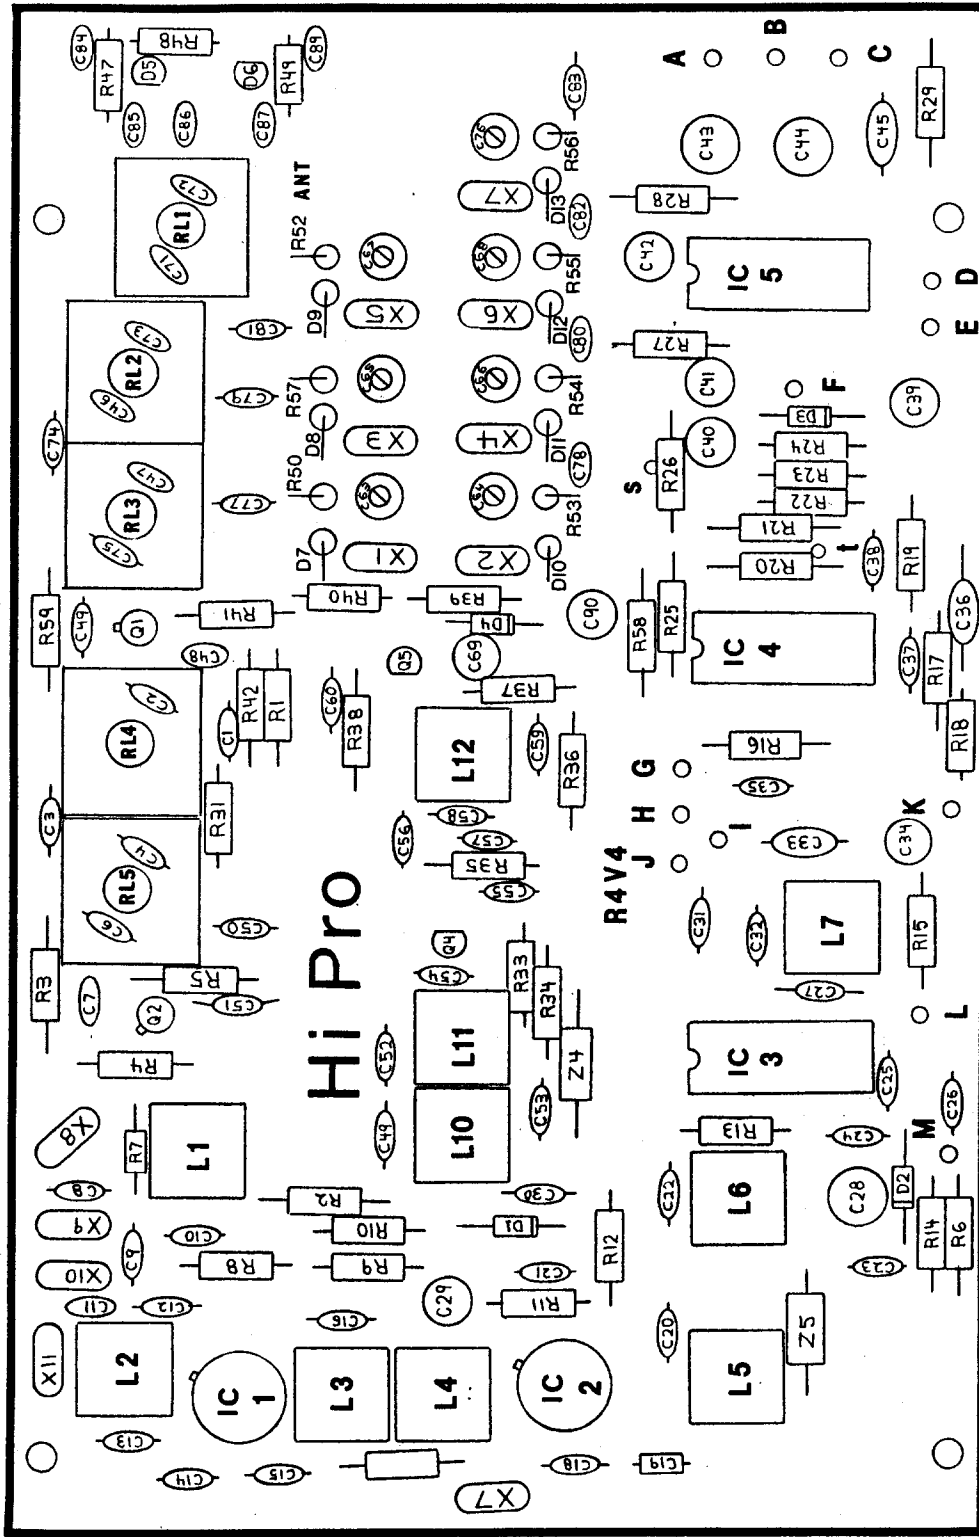 C84
R47
R48
D5
C85
C86
D6
C87
R49
C89
RL1
C71
C72
ANT
R52
RL2
C46
C73
C74
C81
C79
D9
C67
X5
R57
D8
C65
X3
RL3
C75
C47
C77
R50
D7
C63
X1
C76
X7
R56
D13
C83
C82
C68
X6
R55
D12
C80
C66
X4
R54
D11
C78
C64
X2
R53
D10
A
B
C
C43
C44
C45
R29
R28
C42
IC
5
D
E
R27
C41
C40
F
D3
C39
s
R26
R24
R23
R22
R21
R20
t
C38
R19
R59
C49
Q1
C48
R41
R40
R39
D4
C90
R58
R25
IC
4
C36
C37
R17
R18
RL4
C2
C1
R42
R1
C60
R38
Q5
C69
R37
L12
C59
R36
C3
R31
C58
C57
C56
R35
C55
G
H
J
I
R4V4
R16
C35
C33
C34
K
RL5
C4
C6
C50
R3
C7
R5
C51
Q2
R4
Hi Pro
Q4
C54
R33
R34
Z4
L11
C52
L10
C49
C53
C31
C32
L7
C27
R15
L
IC
3
C25
C26
M
X8
R7
L1
C8
X9
X10
C9
C10
C11
C12
R8
R2
R10
R9
D1
C30
R12
C21
R11
C29
C16
R13
C24
C22
L6
C28
D2
R14
R6
C23
X11
L2
IC
1
L3
L4
IC
2
C20
L5
Z5
C13
C14
C15
X7
C18
C19